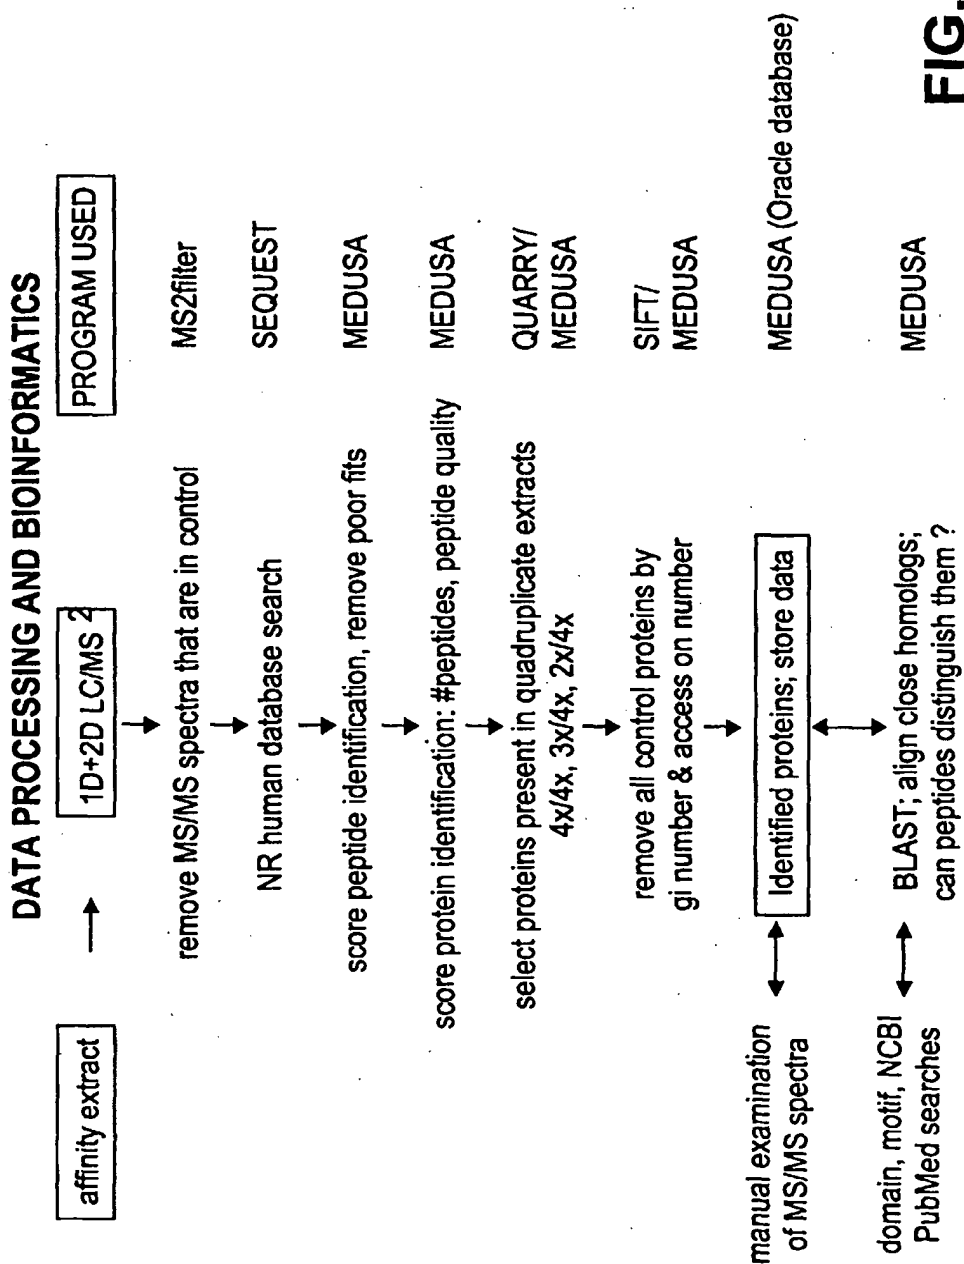 DATA PROCESSING AND BIOINFORMATICS
affinity extract
1D+2D LC/MS 2
PROGRAM USED
remove MS/MS spectra that are in control
MS2filter
NR human database search
SEQUEST
score peptide identification, remove poor fits
MEDUSA
score protein identification: #peptides, peptide quality
MEDUSA
select proteins present in quadruplicate extracts
4x/4x, 3x/4x, 2x/4x
QUARRY/
MEDUSA
remove all control proteins by
gi number & access on number
SIFT/
MEDUSA
manual examination
of MS/MS spectra
Identified proteins; store data
MEDUSA (Oracle database)
domain, motif, NCBI
PubMed searches
BLAST; align close homologs;
can peptides distinguish them ?
MEDUSA
FIG.